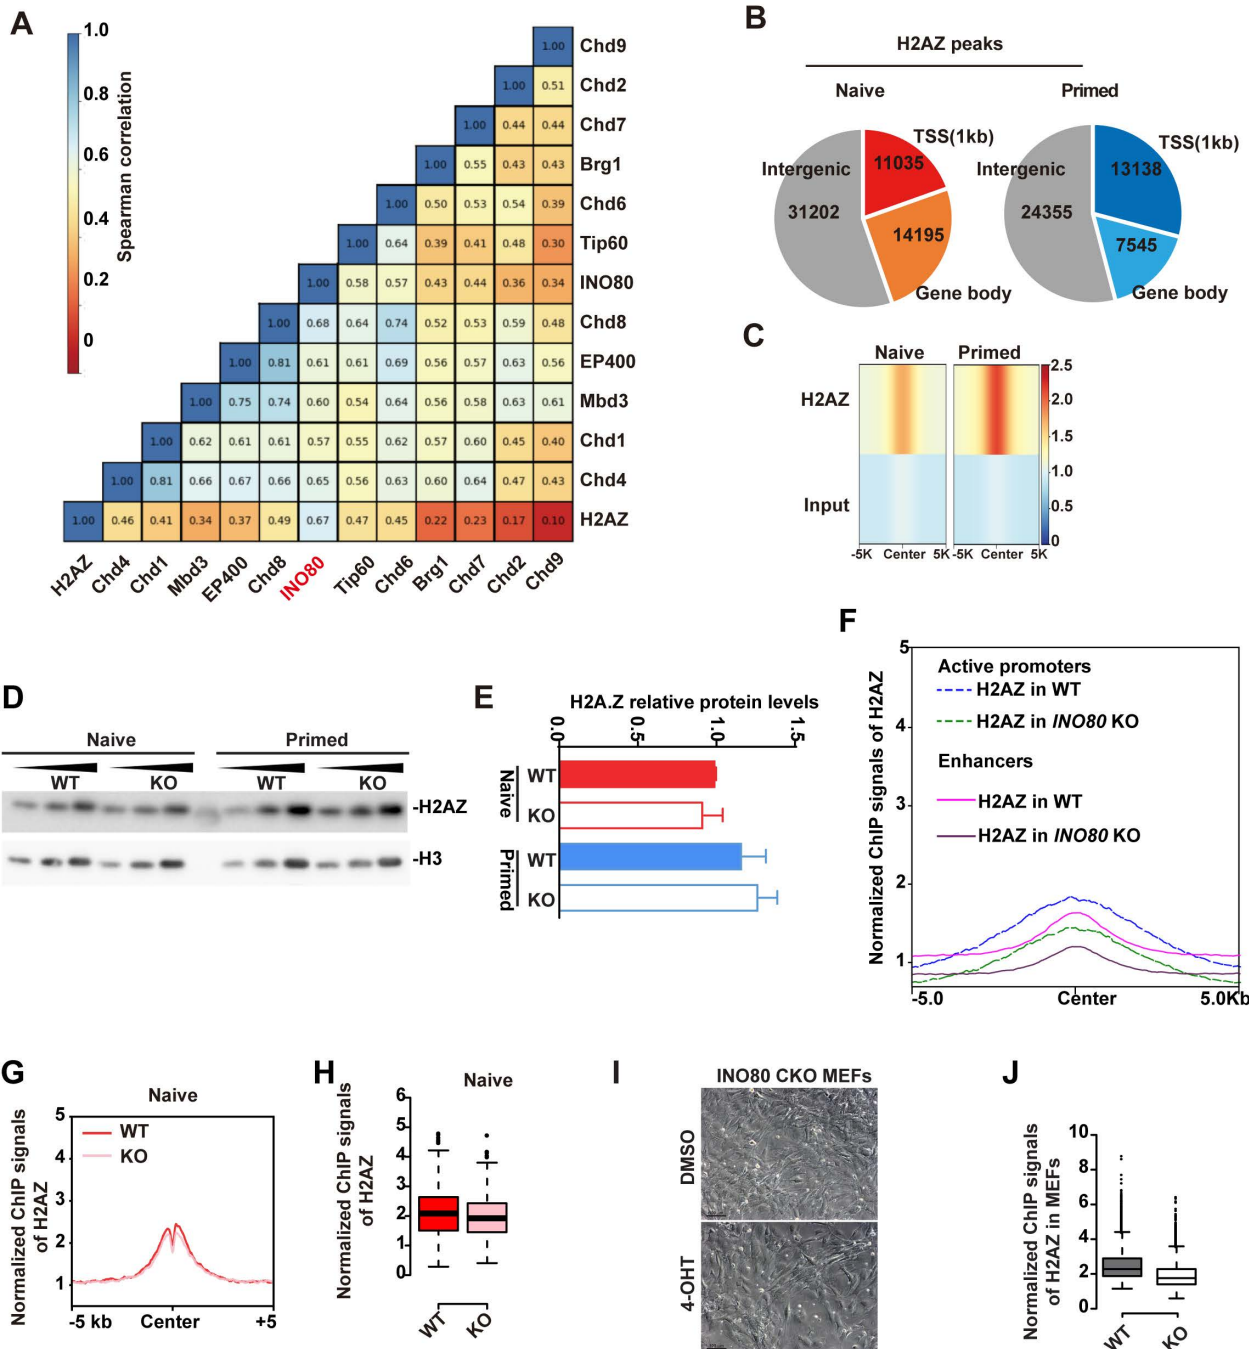 A
1.0
0.8
0.6
0.4
0.2
0
Spearman correlation
1.00 Chd9
1.00 0.51 Chd2
1.00 0.44 0.44 Chd7
1.00 0.55 0.43 0.43 Brg1
1.00 0.50 0.53 0.54 0.39 Chd6
1.00 0.64 0.39 0.41 0.48 0.30 Tip60
1.00 0.58 0.57 0.43 0.44 0.36 0.34 INO80
1.00 0.68 0.64 0.74 0.52 0.53 0.59 0.48 Chd8
1.00 0.81 0.61 0.61 0.69 0.56 0.57 0.63 0.56 EP400
1.00 0.75 0.74 0.60 0.54 0.64 0.56 0.58 0.63 0.61 Mbd3
1.00 0.62 0.61 0.61 0.57 0.55 0.62 0.57 0.60 0.45 0.40 Chd1
1.00 0.81 0.66 0.67 0.66 0.65 0.56 0.63 0.60 0.64 0.47 0.43 Chd4
1.00 0.46 0.41 0.34 0.37 0.49 0.67 0.47 0.45 0.22 0.23 0.17 0.10 H2AZ
H2AZ Chd4 Chd1 Mbd3 EP400 Chd8 INO80 Tip60 Chd6 Brg1 Chd7 Chd2 Chd9
B
H2AZ peaks
Naive Primed
TSS(1kb)
11035
Intergenic
31202
14195
Gene body
TSS(1kb)
13138
Intergenic
24355
7545
Gene body
C
Naive Primed
H2AZ
Input
2.5
2.0
1.5
1.0
0.5
0
-5K Center 5K -5K Center 5K
D
Naive Primed
WT KO WT KO
-H2AZ
-H3
E
H2A.Z relative protein levels
0.0 0.5 1.0 1.5
Naive
WT
KO
Primed
WT
KO
F
Normalized ChIP signals of H2AZ
5
4
3
2
1
Active promoters
H2AZ in WT
H2AZ in INO80 KO
Enhancers
H2AZ in WT
H2AZ in INO80 KO
-5.0 Center 5.0Kb
G
Naive
Normalized ChIP signals
of H2AZ
5
4
3
2
1
WT
KO
-5 kb Center +5
H
Naive
Normalized ChIP signals
of H2AZ
6
5
4
3
2
1
0
WT KO
I
INO80 CKO MEFs
DMSO
4-OHT
J
Normalized ChIP signals
of H2AZ in MEFs
10
8
6
4
2
0
WT KO